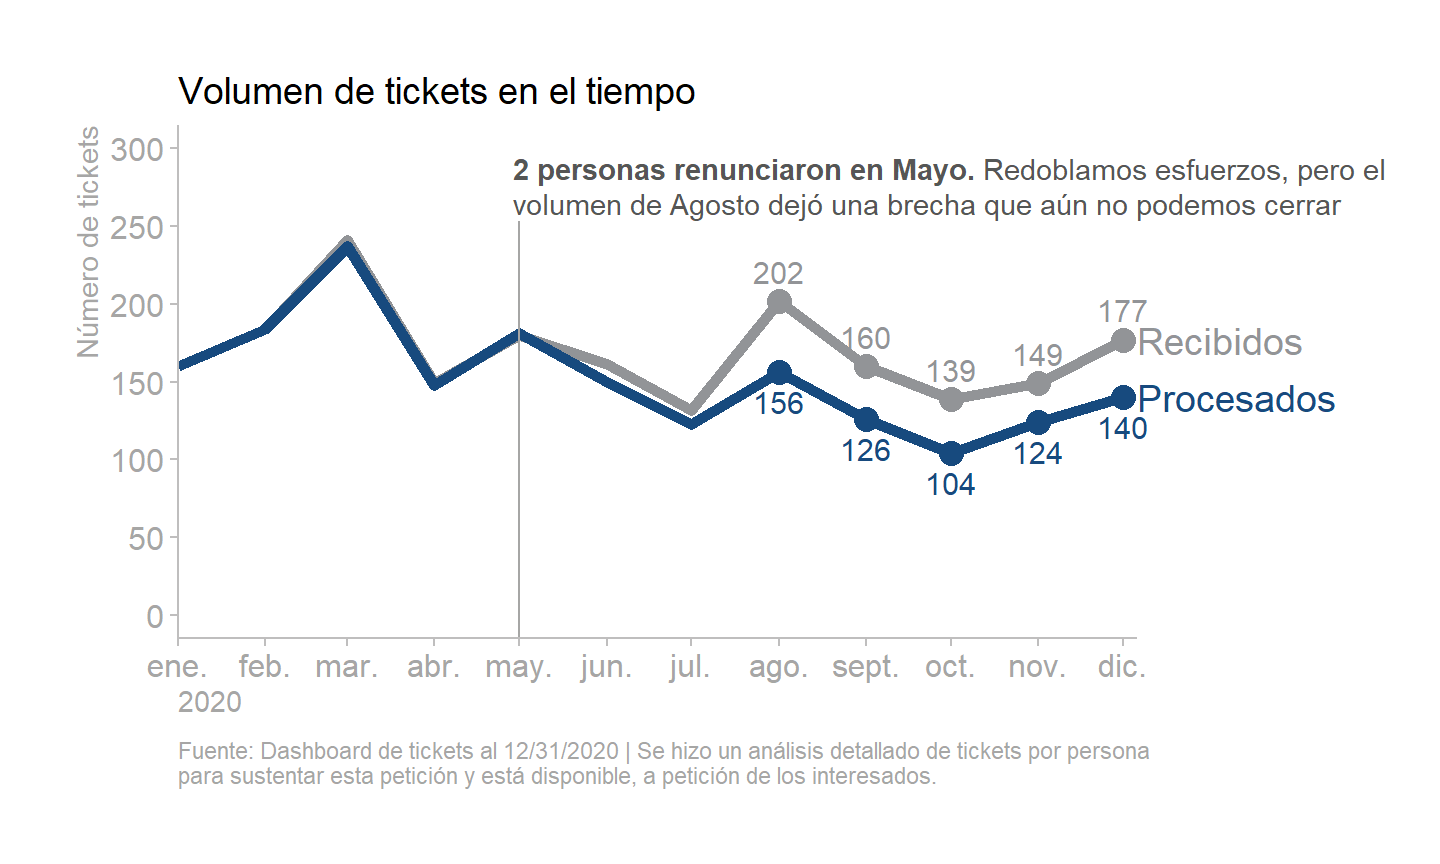 Volumen de tickets en el tiempo
Número de tickets
300
250
200
150
100
50
0
2 personas renunciaron en Mayo. Redoblamos esfuerzos, pero el
volumen de Agosto dejó una brecha que aún no podemos cerrar
202
160
139
149
177
Recibidos
156
126
104
124
140
Procesados
ene. feb. mar. abr. may. jun. jul. ago. sept. oct. nov. dic.
2020
Fuente: Dashboard de tickets al 12/31/2020 | Se hizo un análisis detallado de tickets por persona
para sustentar esta petición y está disponible, a petición de los interesados.